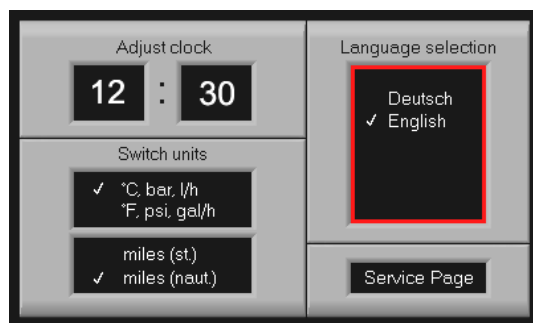 Adjust clock
12 : 30
Switch units
✓ °C, bar, l/h
°F, psi, gal/h
miles (st.)
✓ miles (naut.)
Language selection
Deutsch
✓ English
Service Page